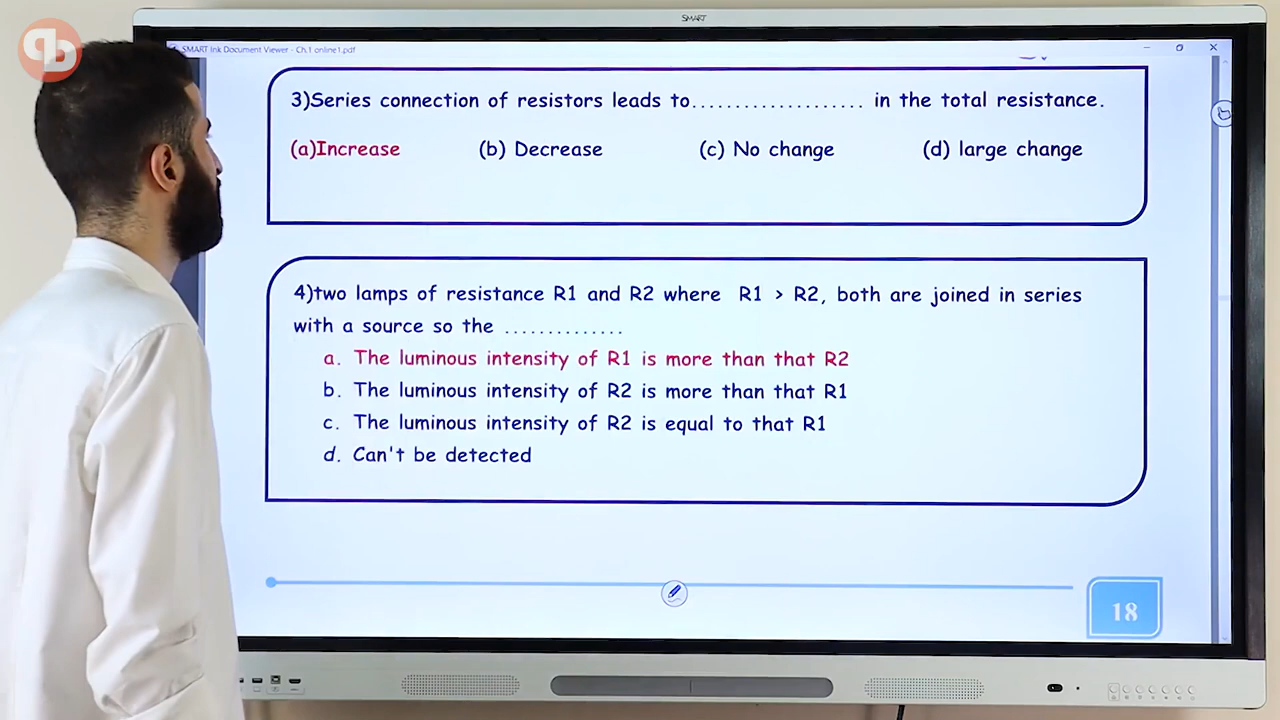 SMART
SMART Ink Document Viewer - Ch.1 online1.pdf
3)Series connection of resistors leads to.................... in the total resistance.
(a)Increase (b) Decrease (c) No change (d) large change
4)two lamps of resistance R1 and R2 where R1 > R2, both are joined in series
with a source so the ..............
a. The luminous intensity of R1 is more than that R2
b. The luminous intensity of R2 is more than that R1
c. The luminous intensity of R2 is equal to that R1
d. Can't be detected
18